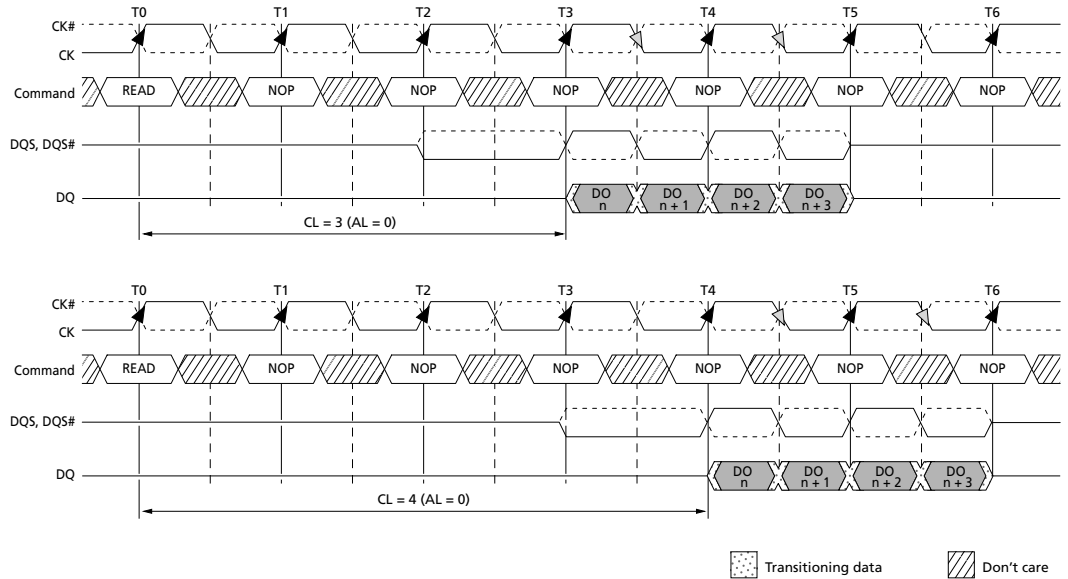 T0 T1 T2 T3 T4 T5 T6
CK#
CK
Command READ NOP NOP NOP NOP NOP NOP
DQS, DQS#
DQ DO n DO n + 1 DO n + 2 DO n + 3
CL = 3 (AL = 0)
T0 T1 T2 T3 T4 T5 T6
CK#
CK
Command READ NOP NOP NOP NOP NOP NOP
DQS, DQS#
DQ DO n DO n + 1 DO n + 2 DO n + 3
CL = 4 (AL = 0)
Transitioning data Don't care